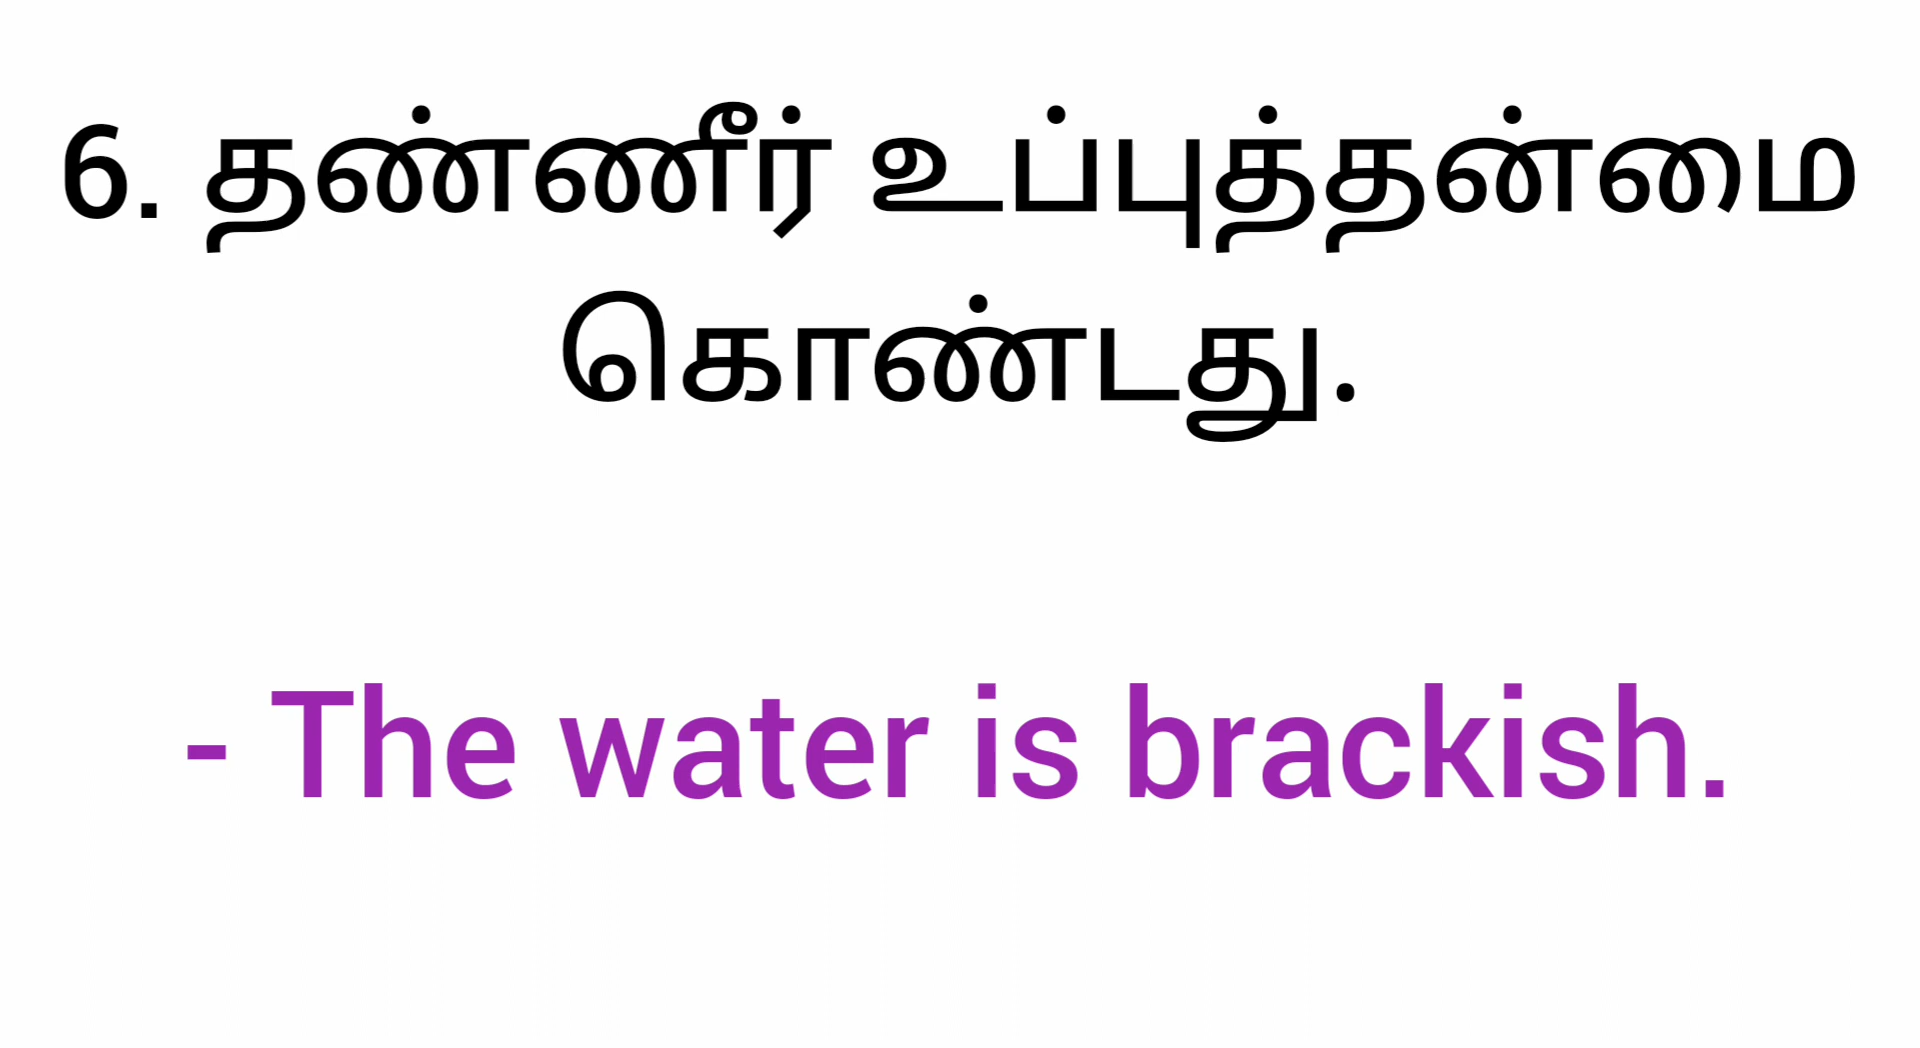 6. தண்ணீர் உப்புத்தன்மை
கொண்டது.
- The water is brackish.